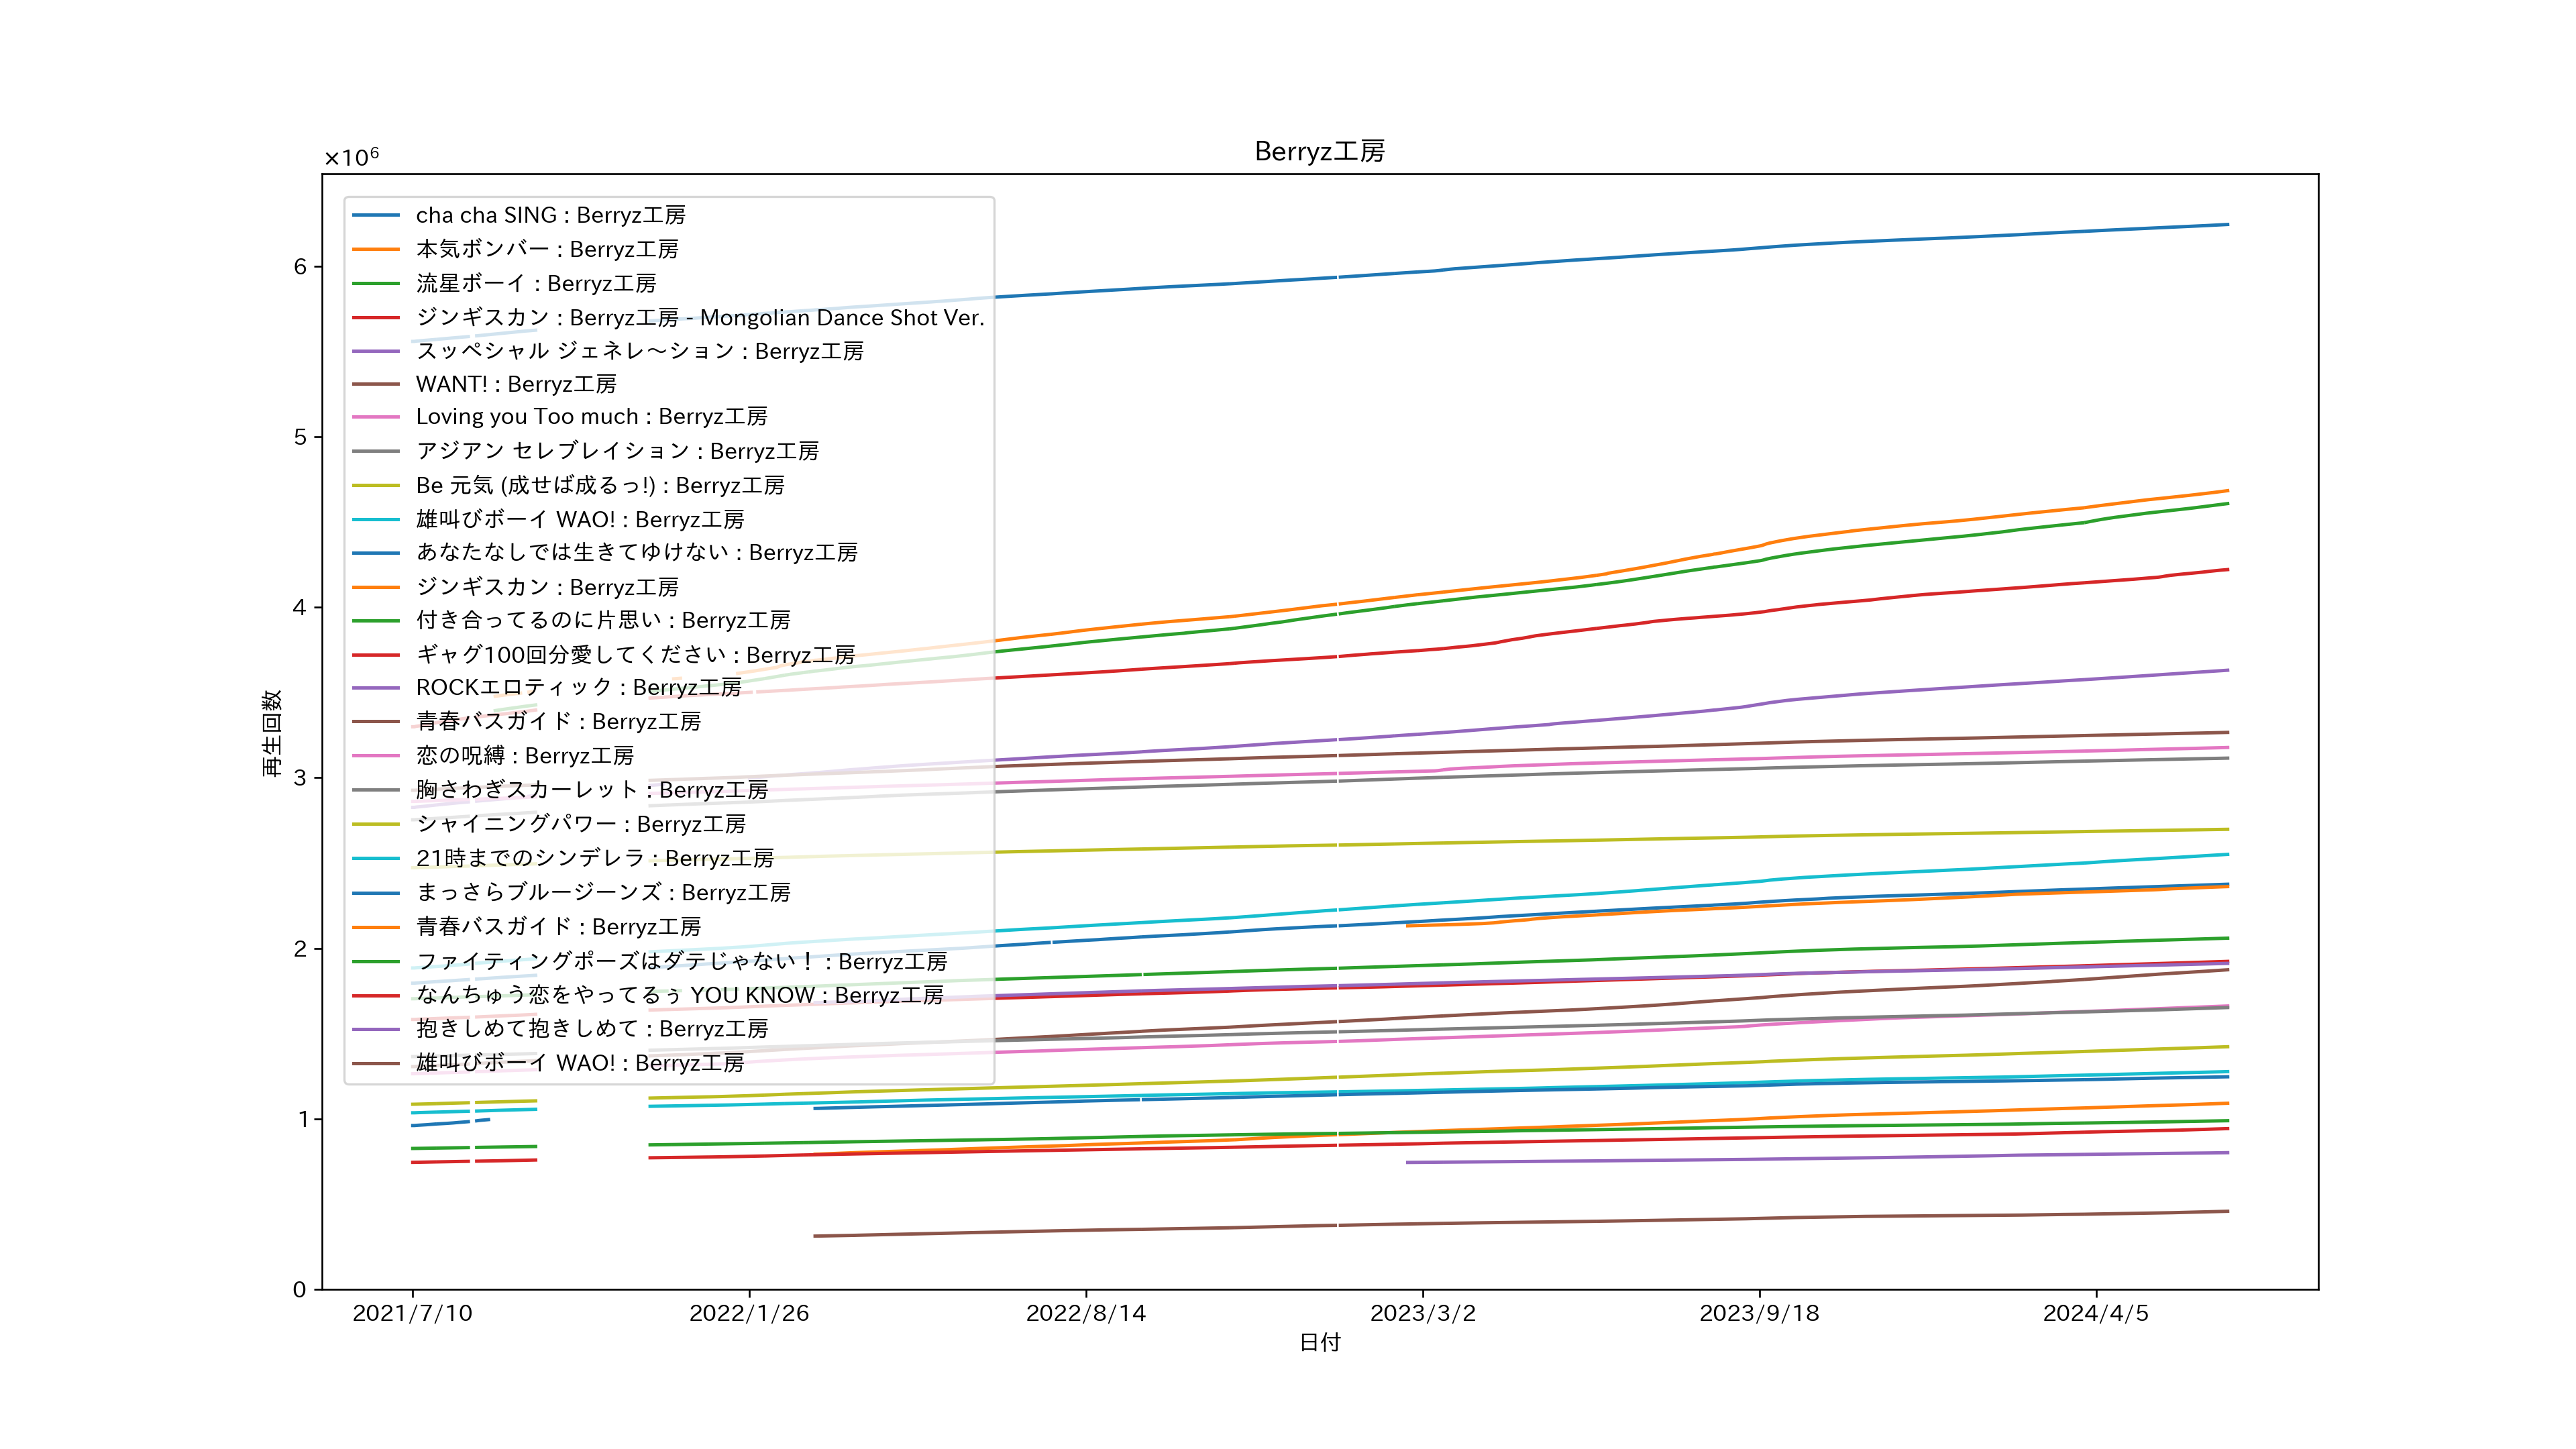 Berryz工房
×10⁶
cha cha SING : Berryz工房
本気ボンバー : Berryz工房
流星ボーイ : Berryz工房
ジンギスカン : Berryz工房 - Mongolian Dance Shot Ver.
スッペシャル ジェネレ～ション : Berryz工房
WANT! : Berryz工房
Loving you Too much : Berryz工房
アジアン セレブレイション : Berryz工房
Be 元気 (成せば成るっ!) : Berryz工房
雄叫びボーイ WAO! : Berryz工房
あなたなしでは生きてゆけない : Berryz工房
ジンギスカン : Berryz工房
付き合ってるのに片思い : Berryz工房
ギャグ100回分愛してください : Berryz工房
ROCKエロティック : Berryz工房
青春バスガイド : Berryz工房
恋の呪縛 : Berryz工房
胸さわぎスカーレット : Berryz工房
シャイニングパワー : Berryz工房
21時までのシンデレラ : Berryz工房
まっさらブルージーンズ : Berryz工房
青春バスガイド : Berryz工房
ファイティングポーズはダテじゃない！ : Berryz工房
なんちゅう恋をやってるぅ YOU KNOW : Berryz工房
抱きしめて抱きしめて : Berryz工房
雄叫びボーイ WAO! : Berryz工房
再生回数
6
5
4
3
2
1
0
2021/7/10
2022/1/26
2022/8/14
2023/3/2
2023/9/18
2024/4/5
日付